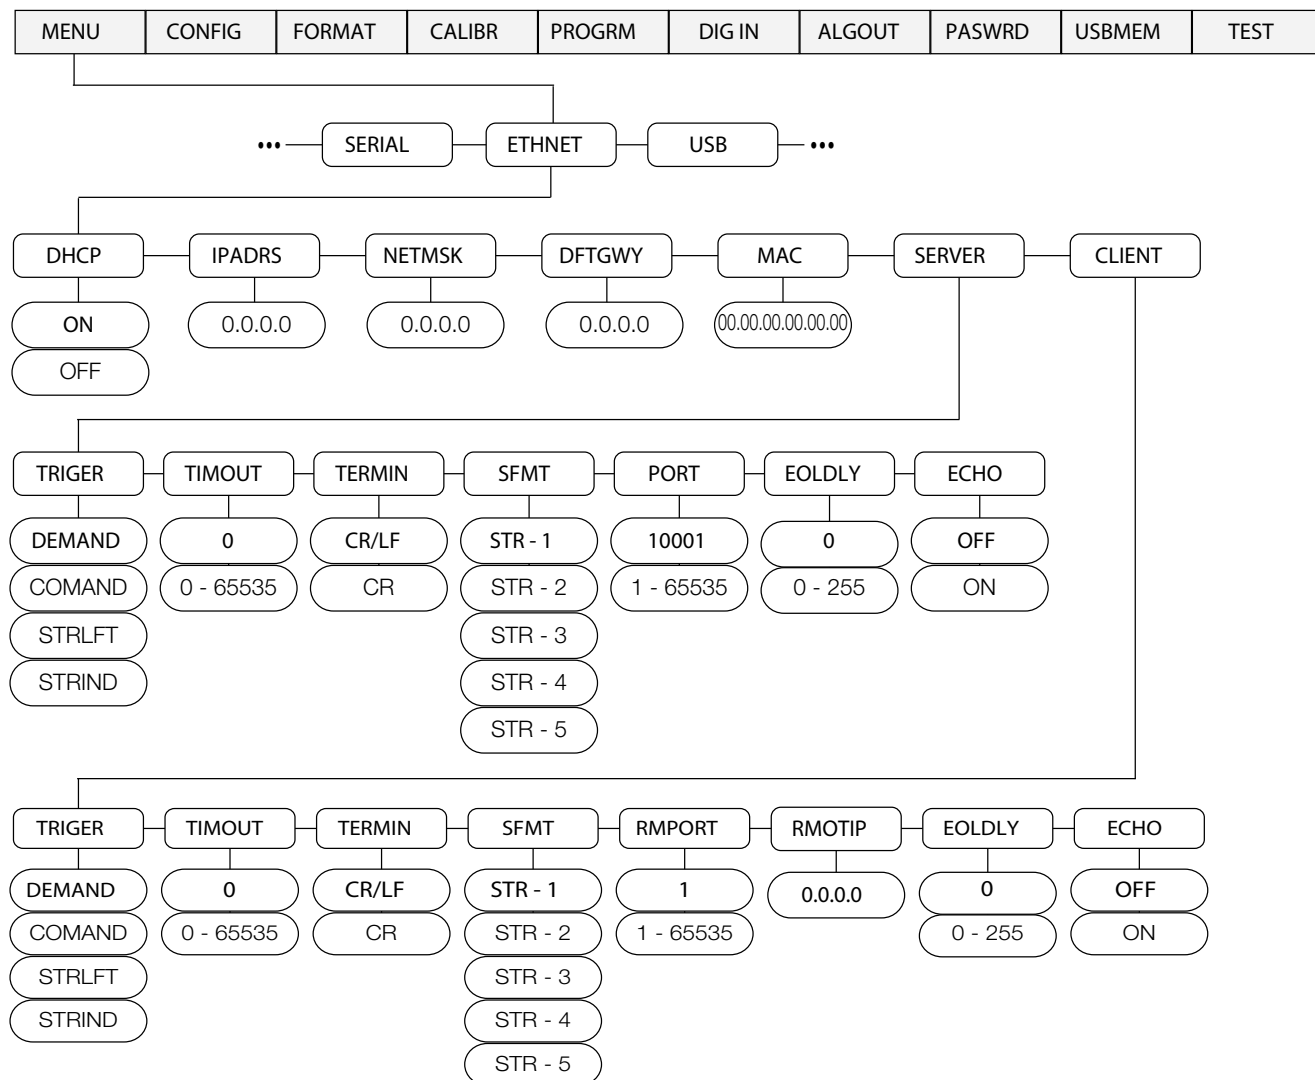 MENU CONFIG FORMAT CALIBR PROGRM DIG IN ALGOUT PASWRD USBMEM TEST
••• SERIAL ETHNET USB •••
DHCP IPADRS NETMSK DFTGWY MAC SERVER CLIENT
ON 0.0.0.0 0.0.0.0 0.0.0.0 00.00.00.00.00.00
OFF
TRIGER TIMOUT TERMIN SFMT PORT EOLDLY ECHO
DEMAND 0 CR/LF STR - 1 10001 0 OFF
COMAND 0 - 65535 CR STR - 2 1 - 65535 0 - 255 ON
STRLFT STR - 3
STRIND STR - 4
STR - 5
TRIGER TIMOUT TERMIN SFMT RMPORT RMOTIP EOLDLY ECHO
DEMAND 0 CR/LF STR - 1 1 0.0.0.0 0 OFF
COMAND 0 - 65535 CR STR - 2 1 - 65535 0 - 255 ON
STRLFT STR - 3
STRIND STR - 4
STR - 5